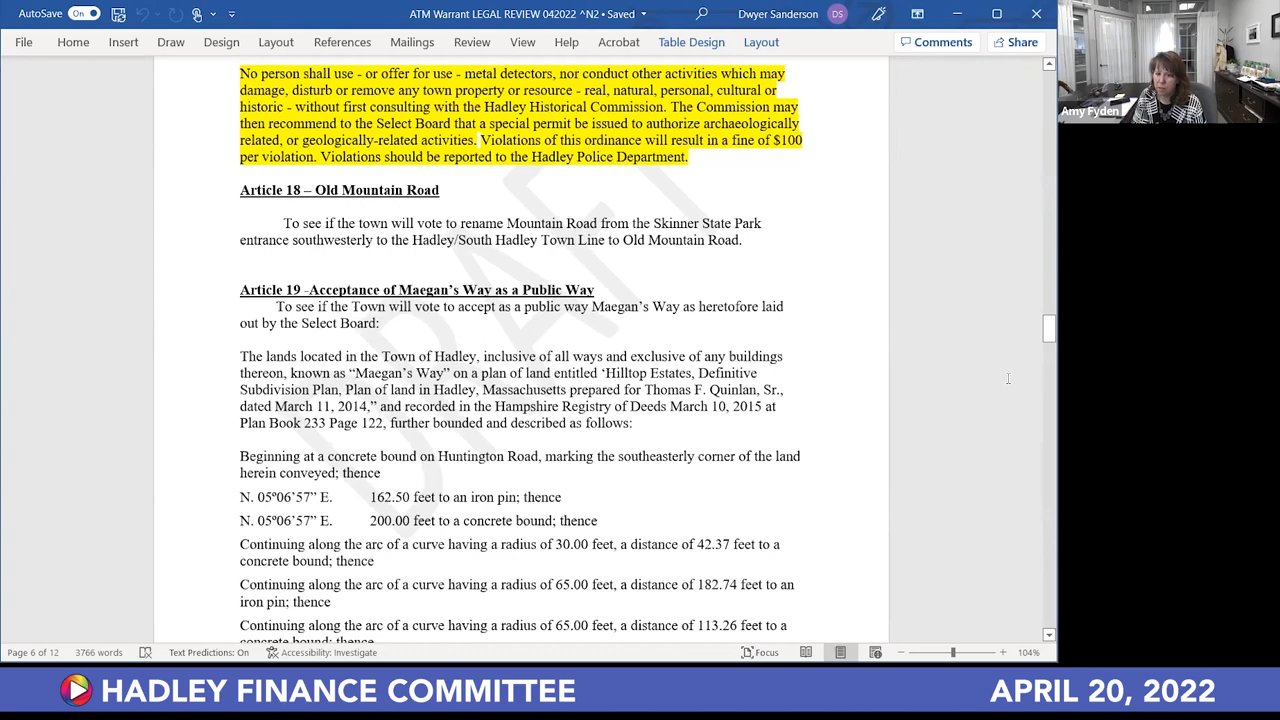 AutoSave On ATM Warrant LEGAL REVIEW 042022 ^N2 • Saved Dwyer Sanderson DS
File Home Insert Draw Design Layout References Mailings Review View Help Acrobat Table Design Layout Comments Share
No person shall use - or offer for use - metal detectors, nor conduct other activities which may
damage, disturb or remove any town property or resource - real, natural, personal, cultural or
historic - without first consulting with the Hadley Historical Commission. The Commission may
then recommend to the Select Board that a special permit be issued to authorize archaeologically
related, or geologically-related activities. Violations of this ordinance will result in a fine of $100
per violation. Violations should be reported to the Hadley Police Department.
Amy Fyden
Article 18 – Old Mountain Road
To see if the town will vote to rename Mountain Road from the Skinner State Park
entrance southwesterly to the Hadley/South Hadley Town Line to Old Mountain Road.
Article 19 -Acceptance of Maegan's Way as a Public Way
To see if the Town will vote to accept as a public way Maegan's Way as heretofore laid
out by the Select Board:
The lands located in the Town of Hadley, inclusive of all ways and exclusive of any buildings
thereon, known as “Maegan's Way” on a plan of land entitled ‘Hilltop Estates, Definitive
Subdivision Plan, Plan of land in Hadley, Massachusetts prepared for Thomas F. Quinlan, Sr.,
dated March 11, 2014,” and recorded in the Hampshire Registry of Deeds March 10, 2015 at
Plan Book 233 Page 122, further bounded and described as follows:
Beginning at a concrete bound on Huntington Road, marking the southeasterly corner of the land
herein conveyed; thence
N. 05º06’57” E. 162.50 feet to an iron pin; thence
N. 05º06’57” E. 200.00 feet to a concrete bound; thence
Continuing along the arc of a curve having a radius of 30.00 feet, a distance of 42.37 feet to a
concrete bound; thence
Continuing along the arc of a curve having a radius of 65.00 feet, a distance of 182.74 feet to an
iron pin; thence
Continuing along the arc of a curve having a radius of 65.00 feet, a distance of 113.26 feet to a
concrete bound; thence
DRAFT
Page 6 of 12 3766 words Text Predictions: On Accessibility: Investigate Focus 104%
HADLEY FINANCE COMMITTEE APRIL 20, 2022